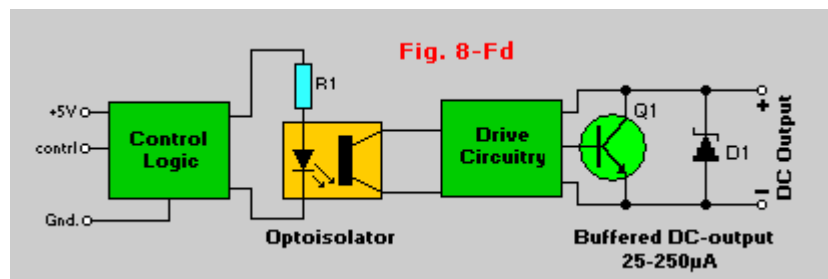 Fig. 8-Fd
R1
+5V
contrl
Gnd.
Control
Logic
Optoisolator
Drive
Circuitry
Q1
D1
+
–
DC Output
Buffered DC-output
25-250µA